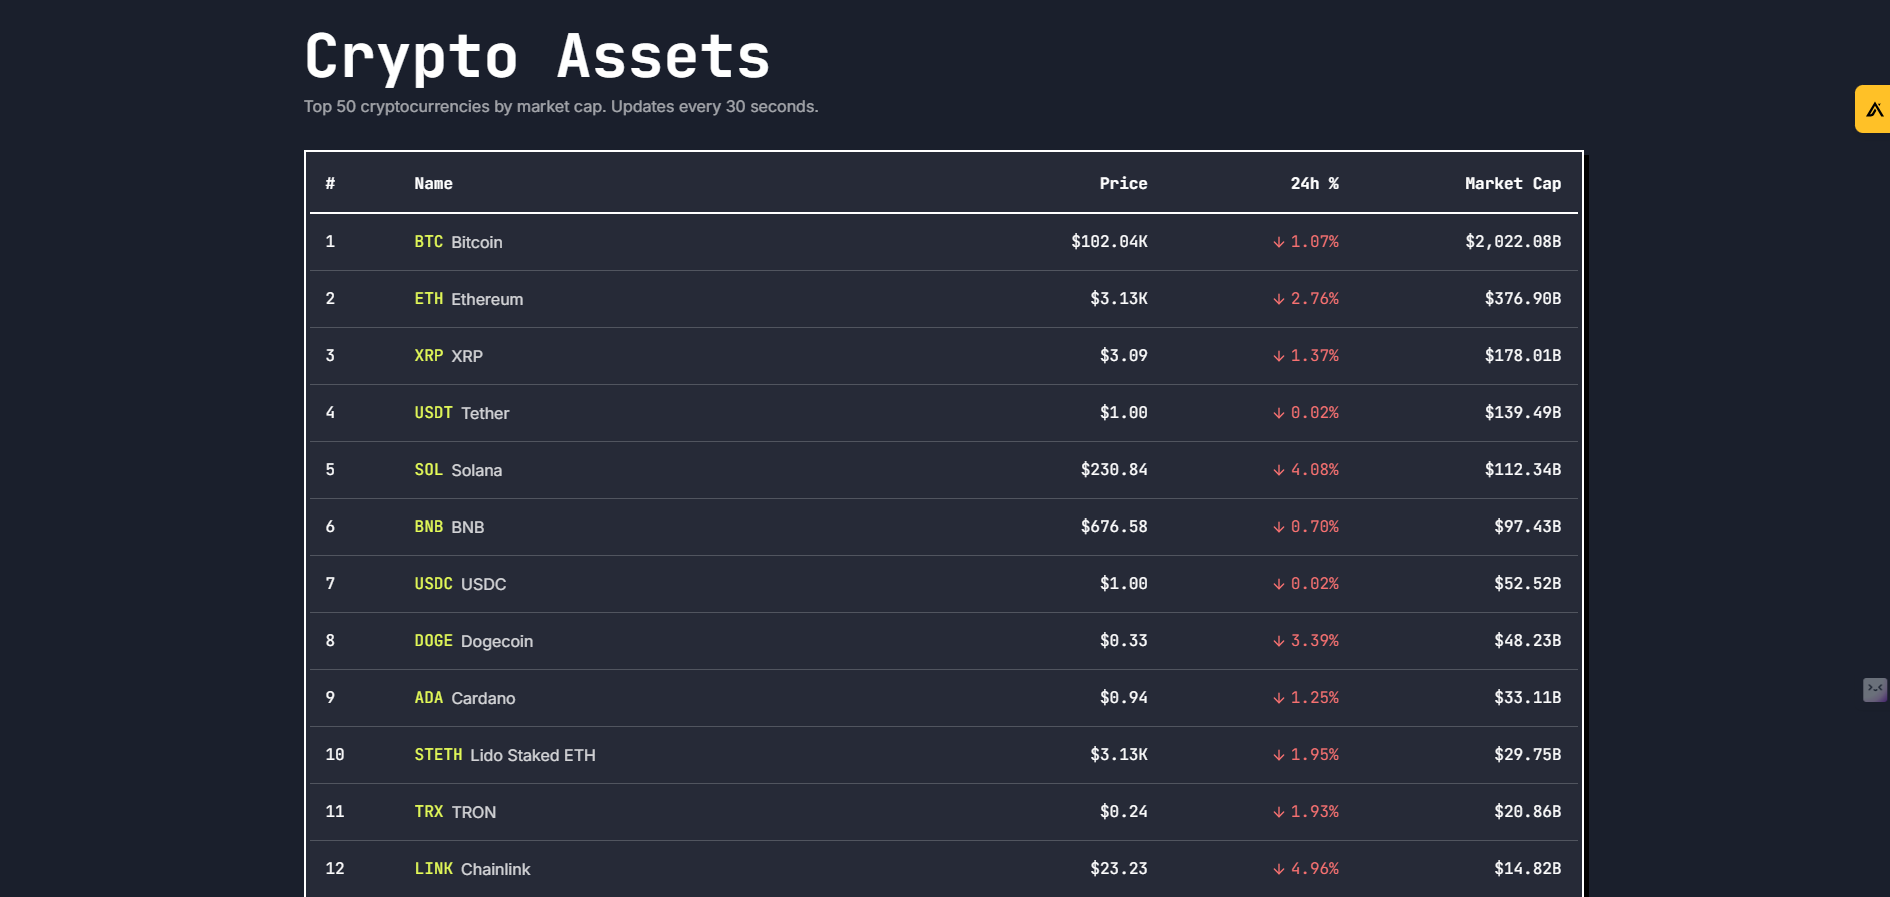 Crypto Assets
Top 50 cryptocurrencies by market cap. Updates every 30 seconds.
# Name Price 24h % Market Cap
1 BTC Bitcoin $102.04K ↓ 1.07% $2,022.08B
2 ETH Ethereum $3.13K ↓ 2.76% $376.90B
3 XRP XRP $3.09 ↓ 1.37% $178.01B
4 USDT Tether $1.00 ↓ 0.02% $139.49B
5 SOL Solana $230.84 ↓ 4.08% $112.34B
6 BNB BNB $676.58 ↓ 0.70% $97.43B
7 USDC USDC $1.00 ↓ 0.02% $52.52B
8 DOGE Dogecoin $0.33 ↓ 3.39% $48.23B
9 ADA Cardano $0.94 ↓ 1.25% $33.11B
10 STETH Lido Staked ETH $3.13K ↓ 1.95% $29.75B
11 TRX TRON $0.24 ↓ 1.93% $20.86B
12 LINK Chainlink $23.23 ↓ 4.96% $14.82B